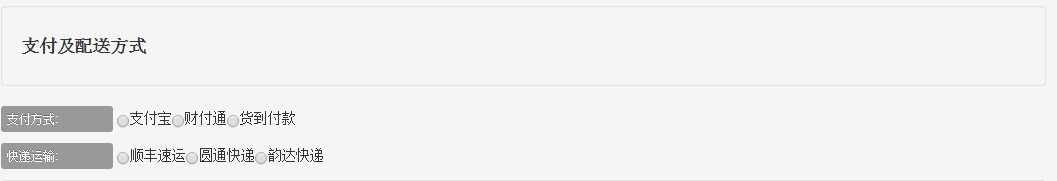 支付及配送方式
支付方式: 支付宝 财付通 货到付款
快递运输: 顺丰速运 圆通快递 韵达快递